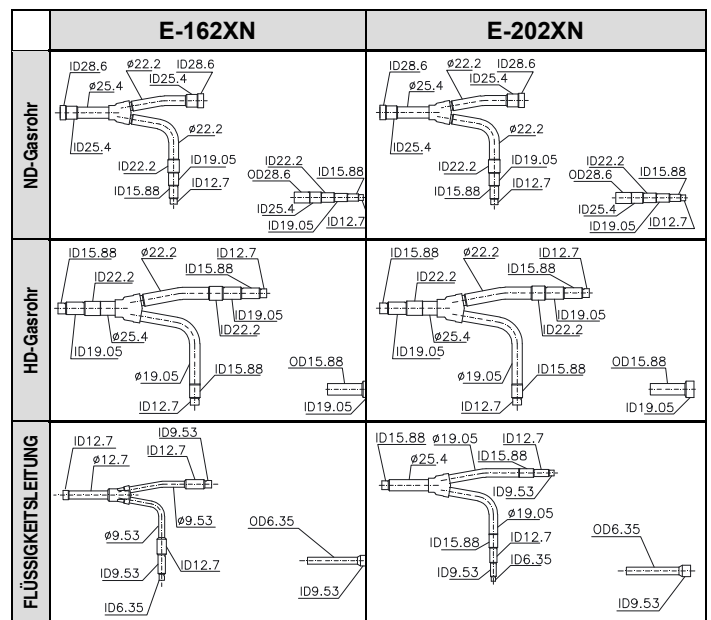 E-162XN
E-202XN
ND-Gasrohr
ID28.6
ø22.2
ID28.6
ø25.4
ID25.4
ø22.2
ID25.4
ID22.2
ID19.05
ID15.88
ID12.7
ID22.2
OD28.6
ID15.88
ID25.4
ID19.05
ID12.7
ID28.6
ø22.2
ID28.6
ø25.4
ID25.4
ø22.2
ID25.4
ID22.2
ID19.05
ID15.88
ID12.7
ID22.2
OD28.6
ID15.88
ID25.4
ID19.05
ID12.7
HD-Gasrohr
ID15.88
ø22.2
ID12.7
ID22.2
ID15.88
ø25.4
ID19.05
ID19.05
ID22.2
ø19.05
ID15.88
ID12.7
OD15.88
ID19.05
ID15.88
ø22.2
ID12.7
ID22.2
ID15.88
ø25.4
ID19.05
ID19.05
ID22.2
ø19.05
ID15.88
ID12.7
OD15.88
ID19.05
FLÜSSIGKEITSLEITUNG
ID12.7
ID9.53
ø12.7
ID12.7
ø9.53
ø9.53
ID12.7
ID9.53
ID6.35
OD6.35
ID9.53
ID15.88
ø19.05
ID12.7
ø25.4
ID15.88
ID9.53
ø19.05
ID15.88
ID12.7
ID9.53
ID6.35
OD6.35
ID9.53